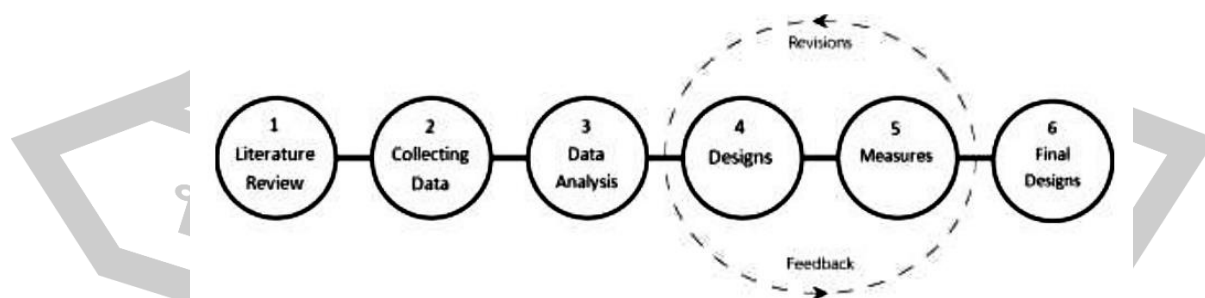 Revisions
1
Literature
Review
2
Collecting
Data
3
Data
Analysis
4
Designs
5
Measures
6
Final
Designs
Feedback